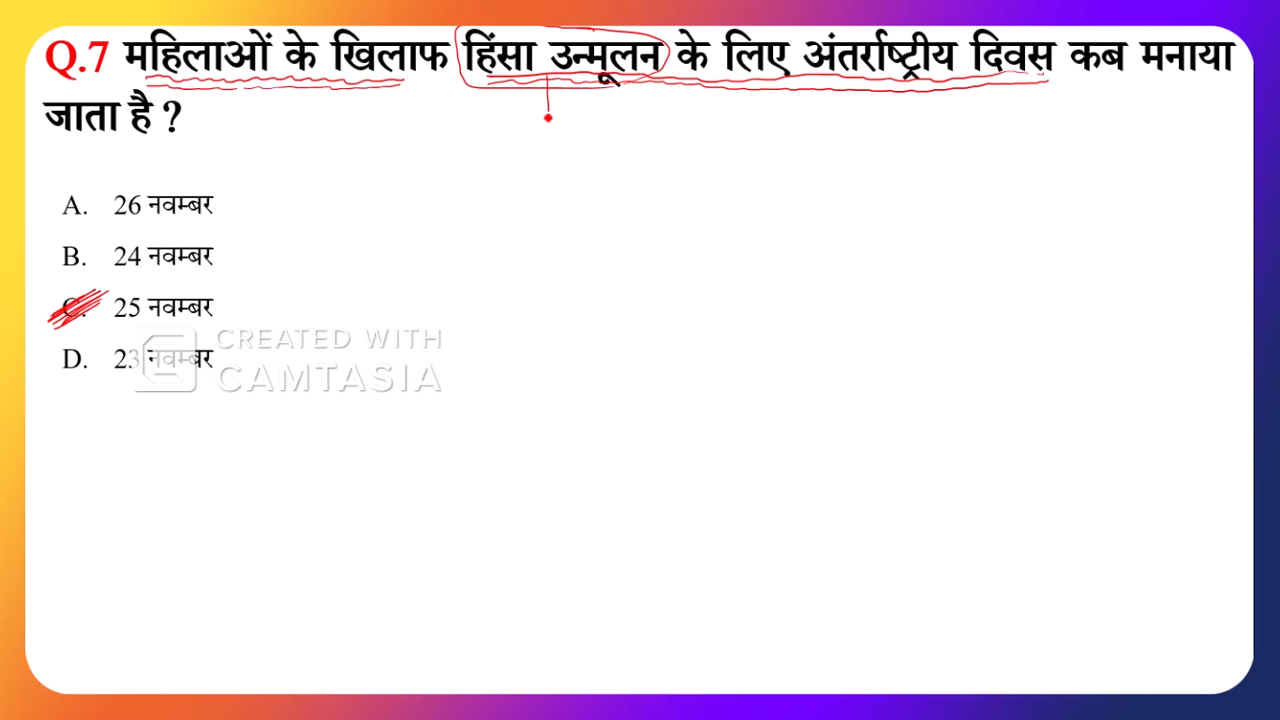 Q.7 महिलाओं के खिलाफ हिंसा उन्मूलन के लिए अंतर्राष्ट्रीय दिवस कब मनाया
जाता है ?
A. 26 नवम्बर
B. 24 नवम्बर
C. 25 नवम्बर
D. 23 नवम्बर
CREATED WITH
CAMTASIA